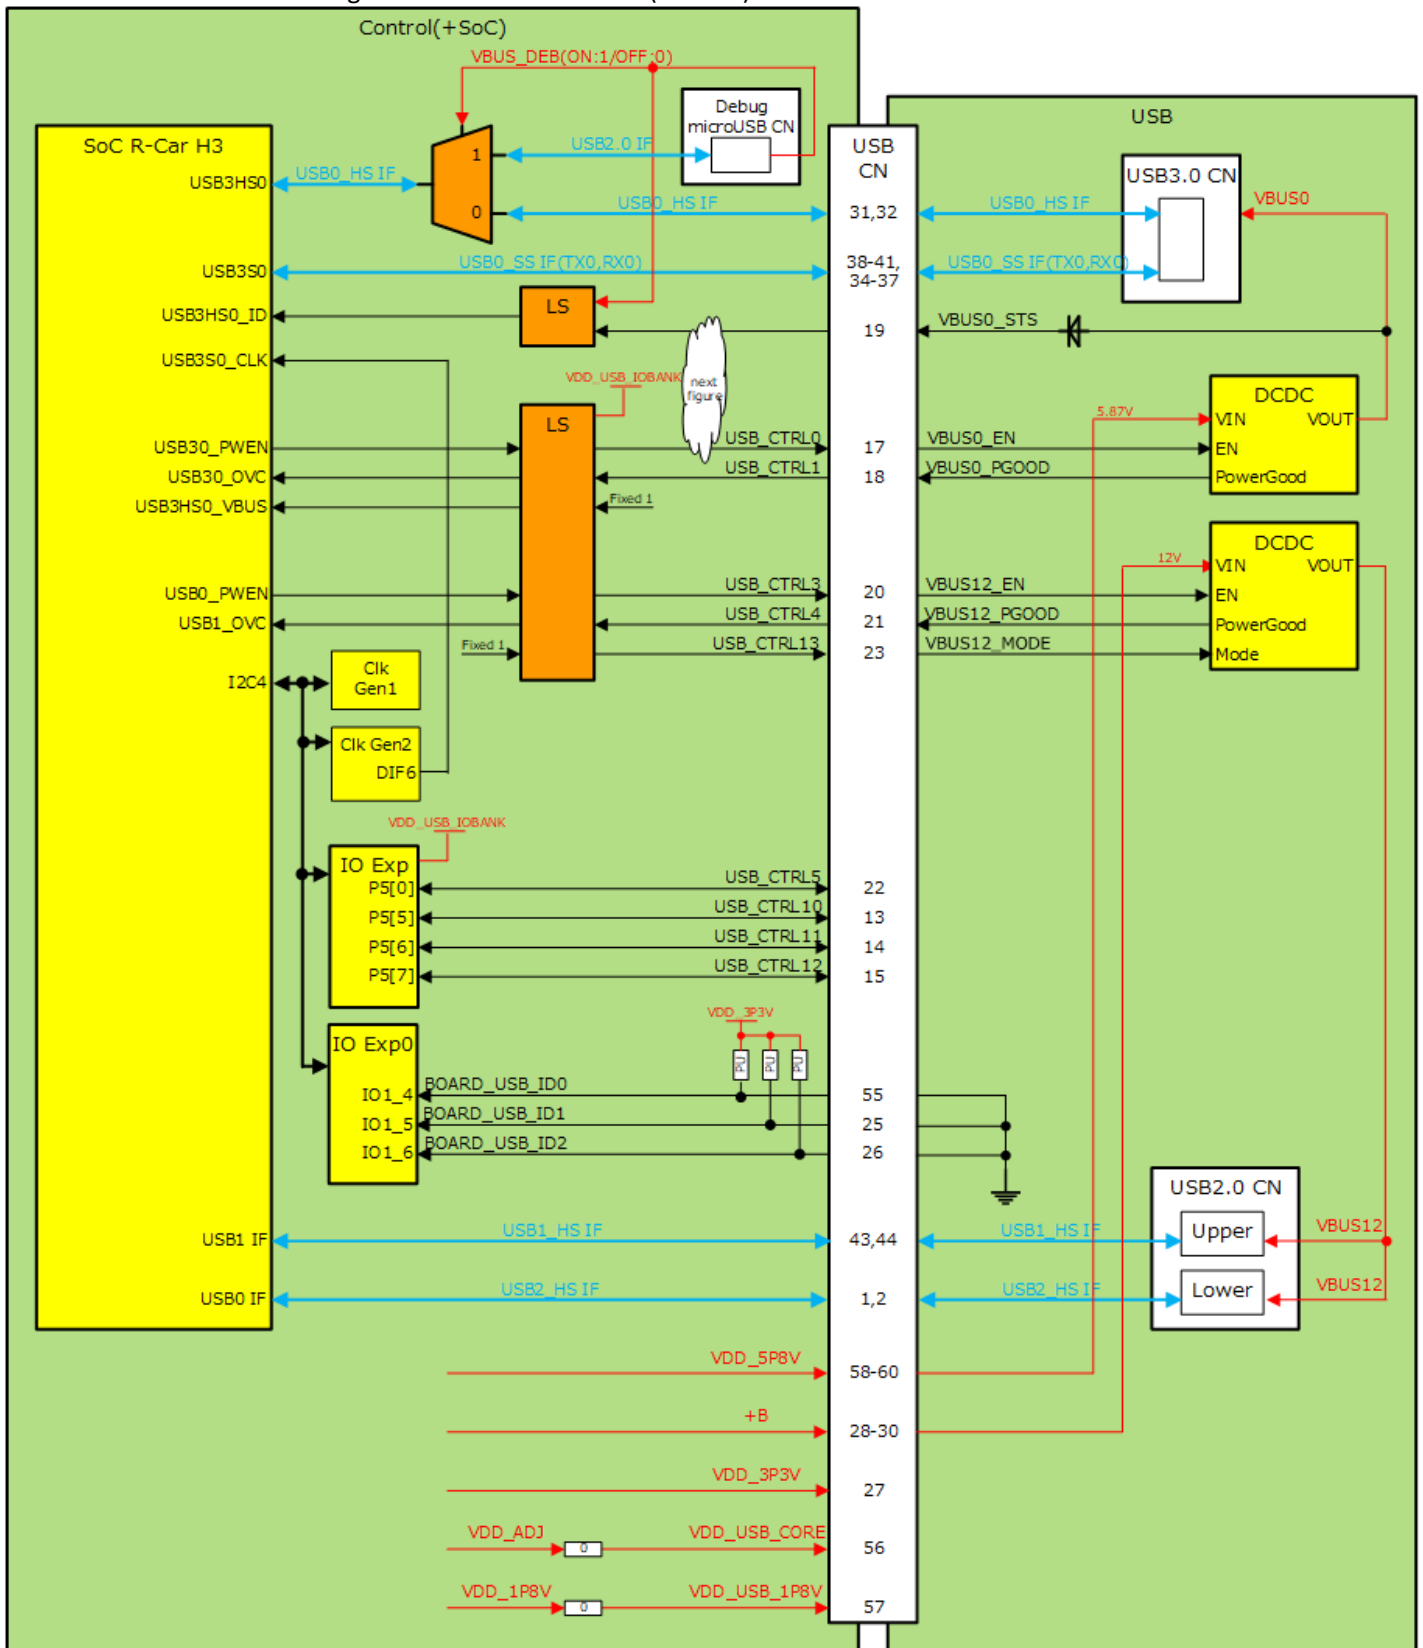 Control(+SoC)
VBUS_DEB(ON:1/OFF:0)
Debug
microUSB CN
USB
SoC R-Car H3
USB
CN
USB3.0 CN
1
USB2.0 IF
USB3HS0
USB0_HS IF
0
USB0_HS IF
31,32
USB0_HS IF
VBUS0
USB3S0
USB0_SS IF(TX0,RX0)
38-41,
34-37
USB0_SS IF(TX0,RX0)
USB3HS0_ID
LS
19
VBUS0_STS
USB3S0_CLK
next
figure
VDD_USB_IOBANK
LS
DCDC
5.87V
VIN
VOUT
USB30_PWEN
USB_CTRL0
17
VBUS0_EN
EN
USB30_OVC
USB_CTRL1
18
VBUS0_PGOOD
PowerGood
USB3HS0_VBUS
Fixed 1
DCDC
12V
VIN
VOUT
USB0_PWEN
USB_CTRL3
20
VBUS12_EN
EN
USB1_OVC
USB_CTRL4
21
VBUS12_PGOOD
PowerGood
Fixed 1
USB_CTRL13
23
VBUS12_MODE
Mode
I2C4
Clk
Gen1
Clk Gen2
DIF6
VDD_USB_IOBANK
IO Exp
P5[0]
USB_CTRL5
22
P5[5]
USB_CTRL10
13
P5[6]
USB_CTRL11
14
P5[7]
USB_CTRL12
15
VDD_3P3V
IO Exp0
PU
PU
PU
IO1_4
BOARD_USB_ID0
55
IO1_5
BOARD_USB_ID1
25
IO1_6
BOARD_USB_ID2
26
USB2.0 CN
USB1 IF
USB1_HS IF
43,44
USB1_HS IF
Upper
VBUS12
USB0 IF
USB2_HS IF
1,2
USB2_HS IF
Lower
VBUS12
VDD_5P8V
58-60
+B
28-30
VDD_3P3V
27
VDD_ADJ
0
VDD_USB_CORE
56
VDD_1P8V
0
VDD_USB_1P8V
57